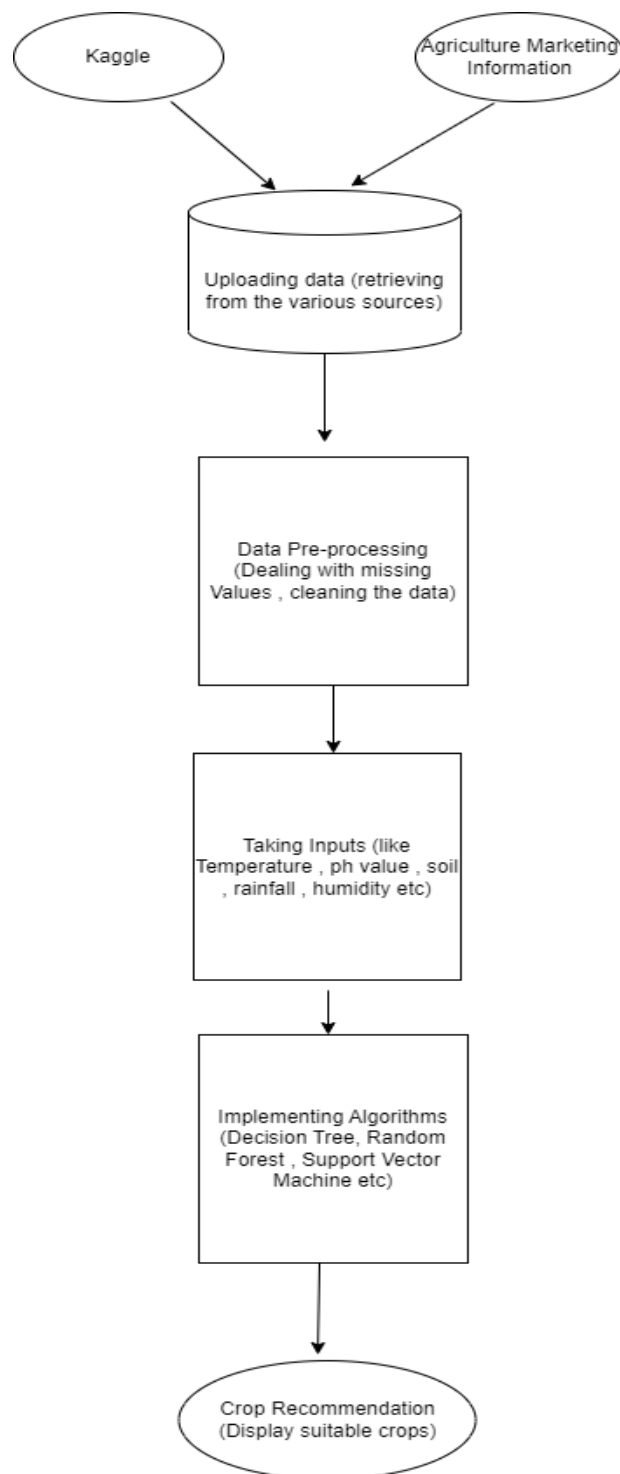 Kaggle
Agriculture Marketing
Information
Uploading data (retrieving
from the various sources)
Data Pre-processing
(Dealing with missing
Values , cleaning the data)
Taking Inputs (like
Temperature , ph value , soil
, rainfall , humidity etc)
Implementing Algorithms
(Decision Tree, Random
Forest , Support Vector
Machine etc)
Crop Recommendation
(Display suitable crops)